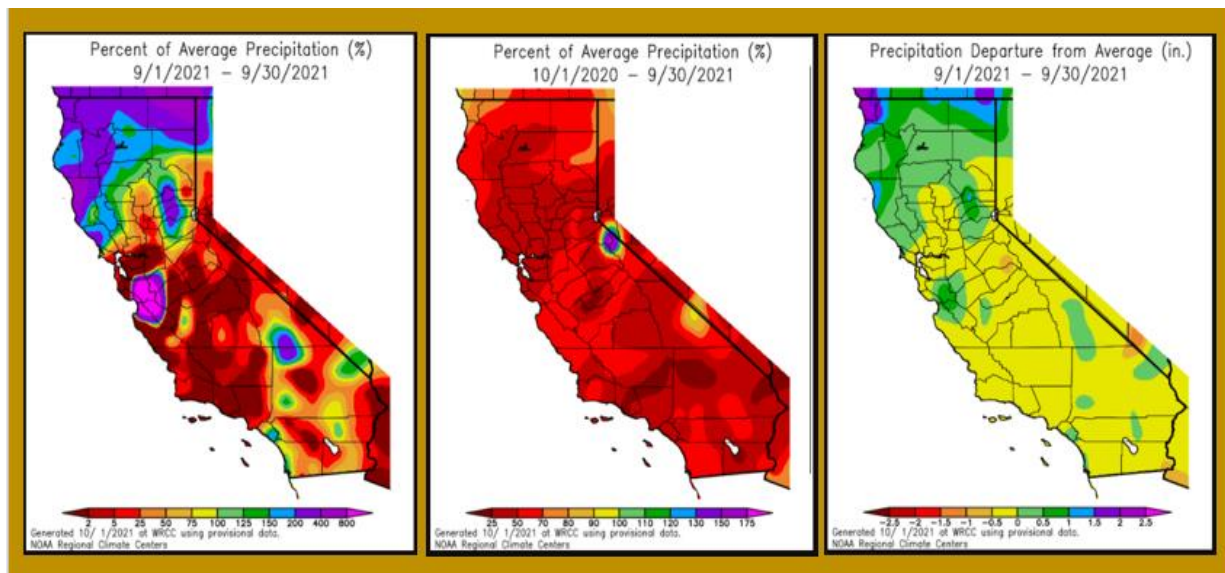 Percent of Average Precipitation (%)
9/1/2021 – 9/30/2021
2 5 25 50 75 100 125 150 200 400 800
Generated 10/ 1/2021 at WRCC using provisional data.
NOAA Regional Climate Centers
Percent of Average Precipitation (%)
10/1/2020 – 9/30/2021
25 50 70 80 90 100 110 120 130 150 175
Generated 10/ 1/2021 at WRCC using provisional data.
NOAA Regional Climate Centers
Precipitation Departure from Average (in.)
9/1/2021 – 9/30/2021
-2.5 -2 -1.5 -1 -0.5 0 0.5 1 1.5 2 2.5
Generated 10/ 1/2021 at WRCC using provisional data.
NOAA Regional Climate Centers